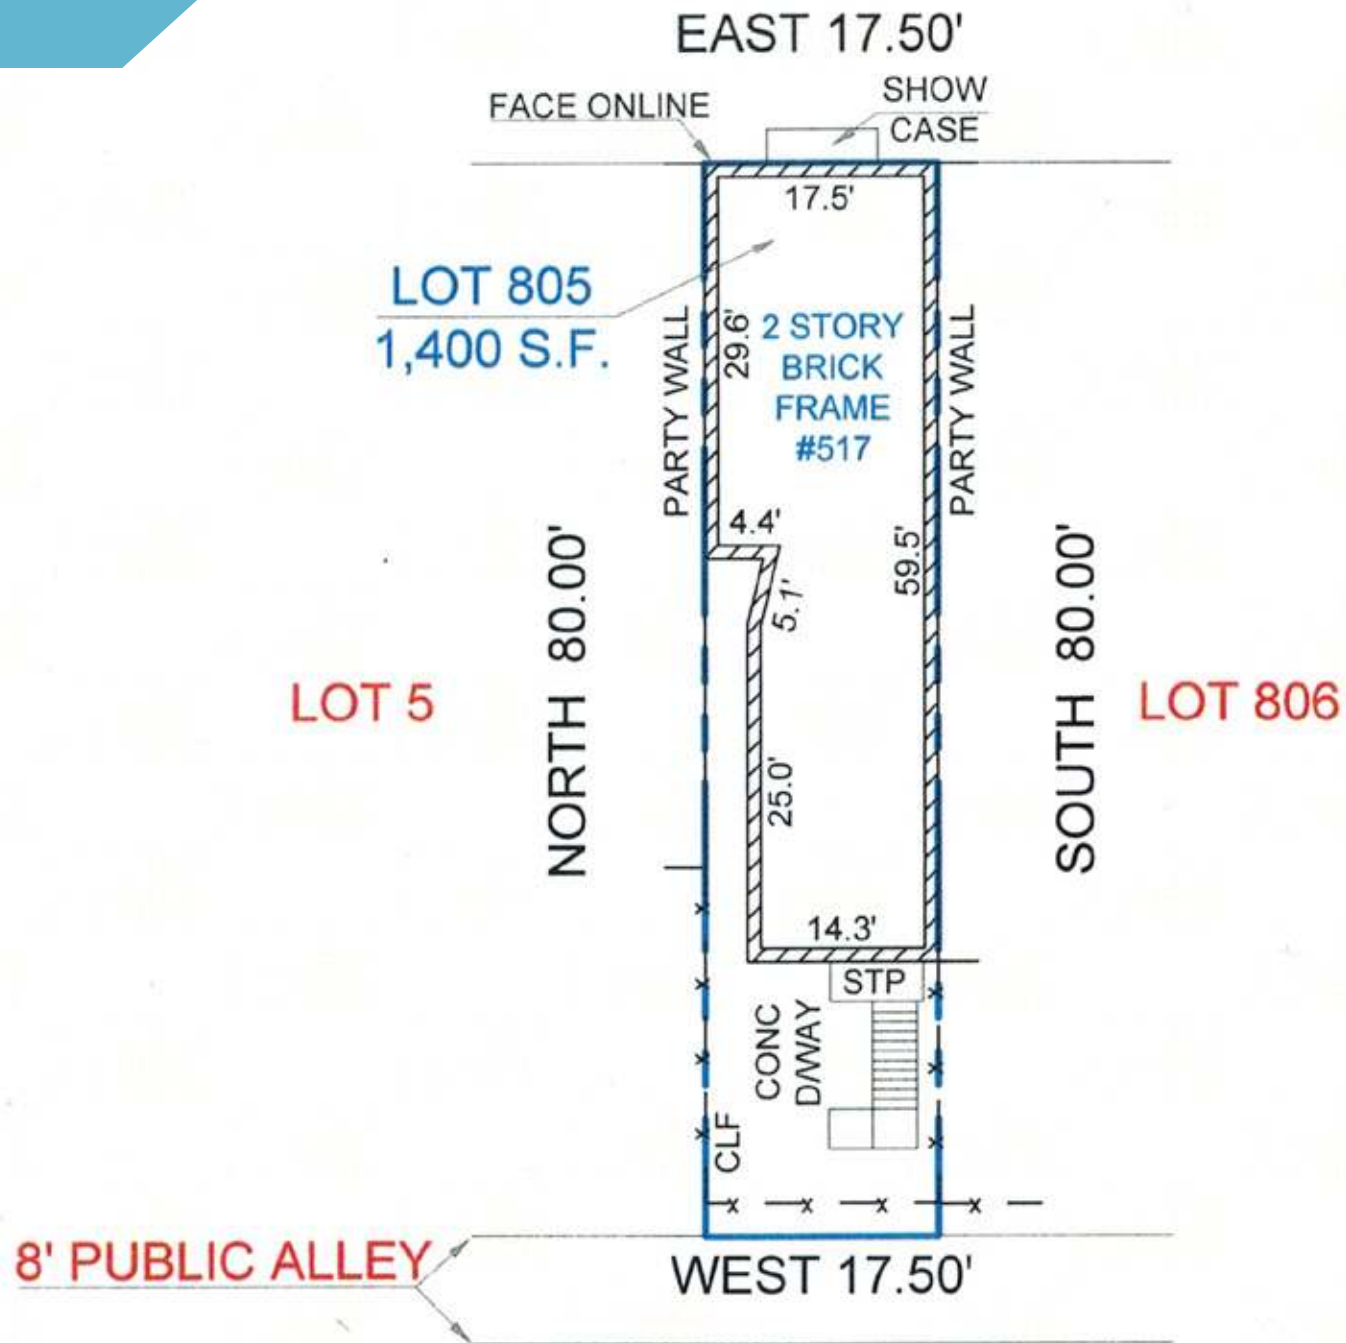 EAST 17.50'
FACE ONLINE
SHOW
CASE
17.5'
LOT 805
1,400 S.F.
PARTY WALL
29.6'
2 STORY
BRICK
FRAME
#517
PARTY WALL
4.4'
5.1'
59.5'
NORTH 80.00'
SOUTH 80.00'
LOT 5
LOT 806
25.0'
14.3'
STP
CONC
D/WAY
CLF
8' PUBLIC ALLEY
WEST 17.50'